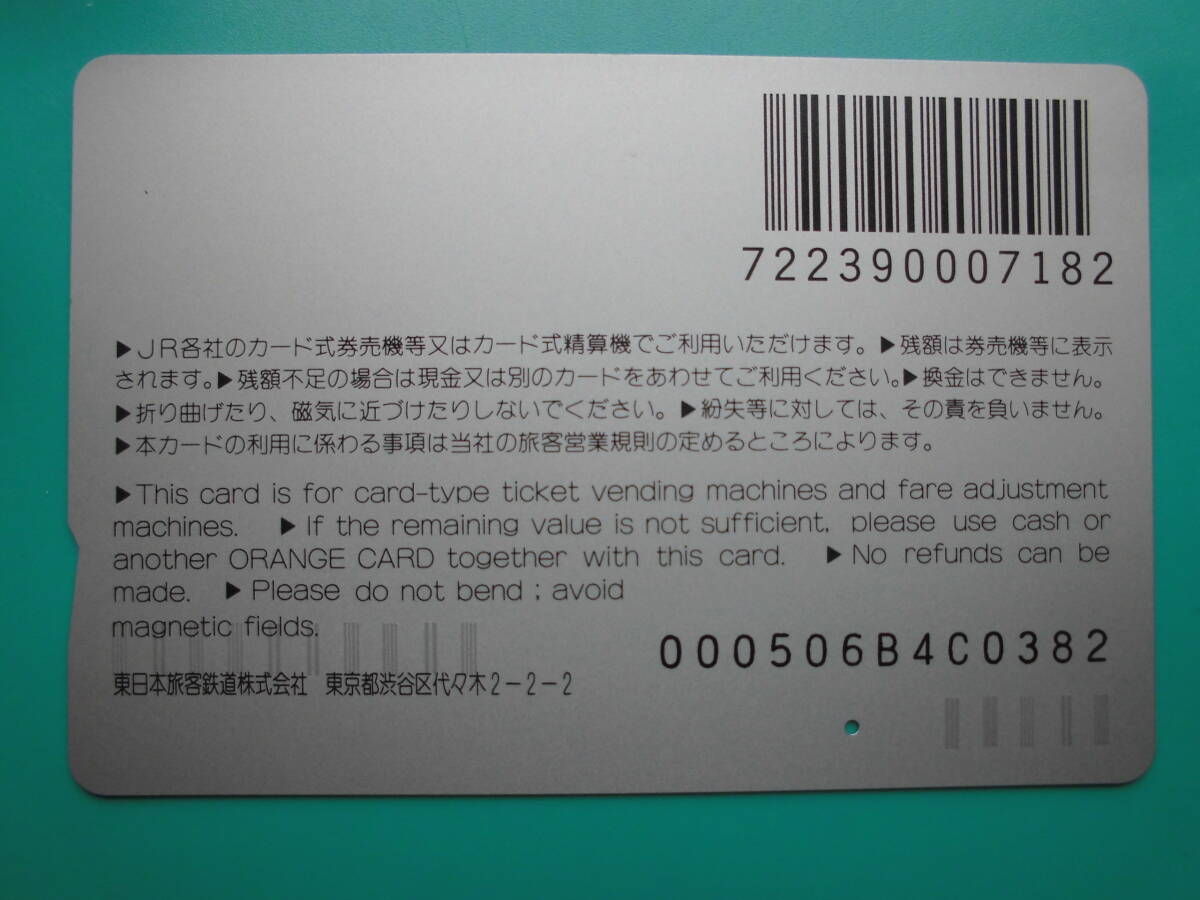 722390007182
▶JR各社のカード式券売機等又はカード式精算機でご利用いただけます。▶残額は券売機等に表示
されます。▶残額不足の場合は現金又は別のカードをあわせてご利用ください。▶換金はできません。
▶折り曲げたり、磁気に近づけたりしないでください。▶紛失等に対しては、その責を負いません。
▶本カードの利用に係わる事項は当社の旅客営業規則の定めるところによります。
▶This card is for card-type ticket vending machines and fare adjustment
machines. ▶If the remaining value is not sufficient, please use cash or
another ORANGE CARD together with this card. ▶No refunds can be
made. ▶Please do not bend ; avoid
magnetic fields.
000506B4C0382
東日本旅客鉄道株式会社 東京都渋谷区代々木2-2-2